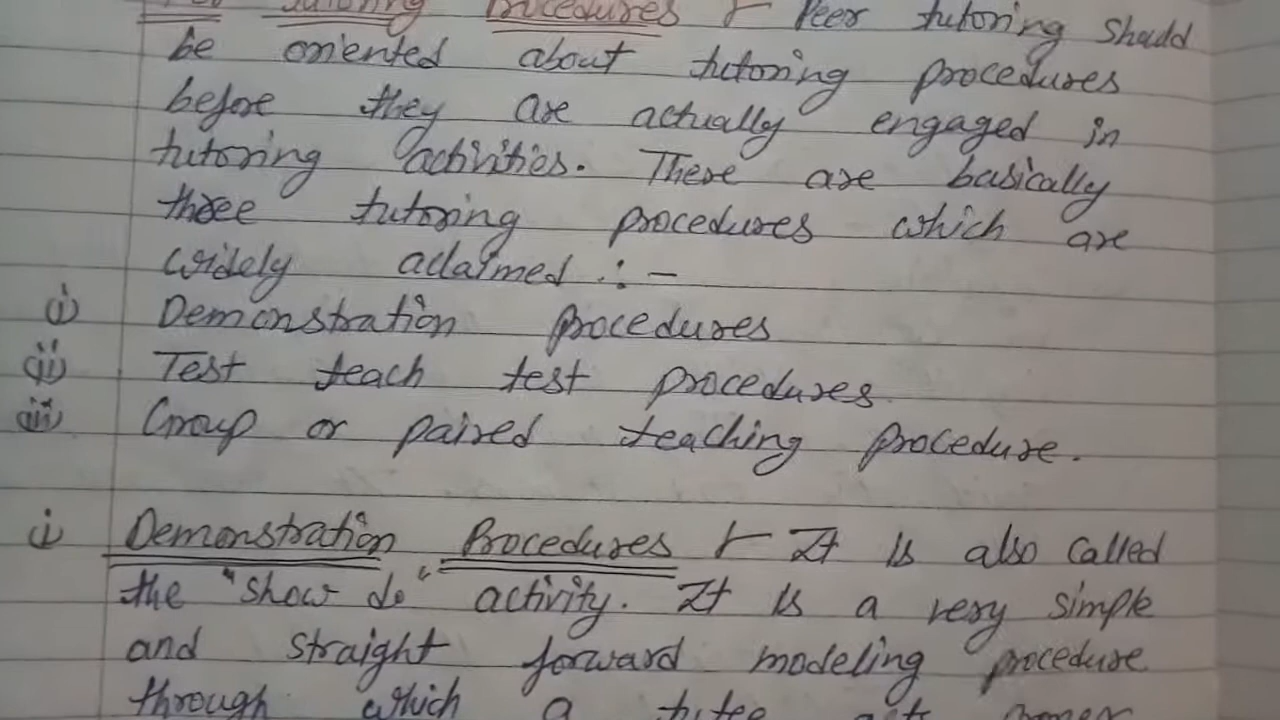 Tutoring Procedures :- Peer tutoring should
be oriented about tutoring procedures
before they are actually engaged in
tutoring activities. There are basically
three tutoring procedures which are
widely aclaimed :-
(i) Demonstration Procedures
(ii) Test teach test procedures
(iii) Group or paired teaching procedure.
i Demonstration Procedures :- It is also called
the "show do" activity. It is a very simple
and straight forward modeling procedure
through which a tutee